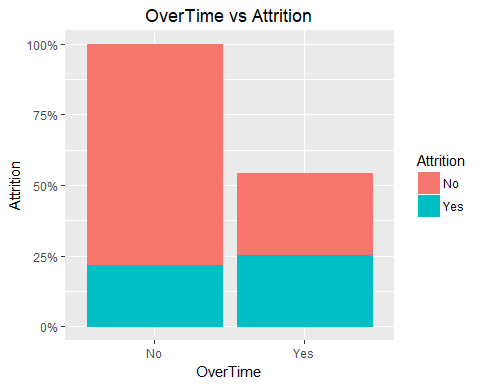 OverTime vs Attrition
100%
75%
50%
25%
0%
Attrition
No
Yes
OverTime
Attrition
No
Yes